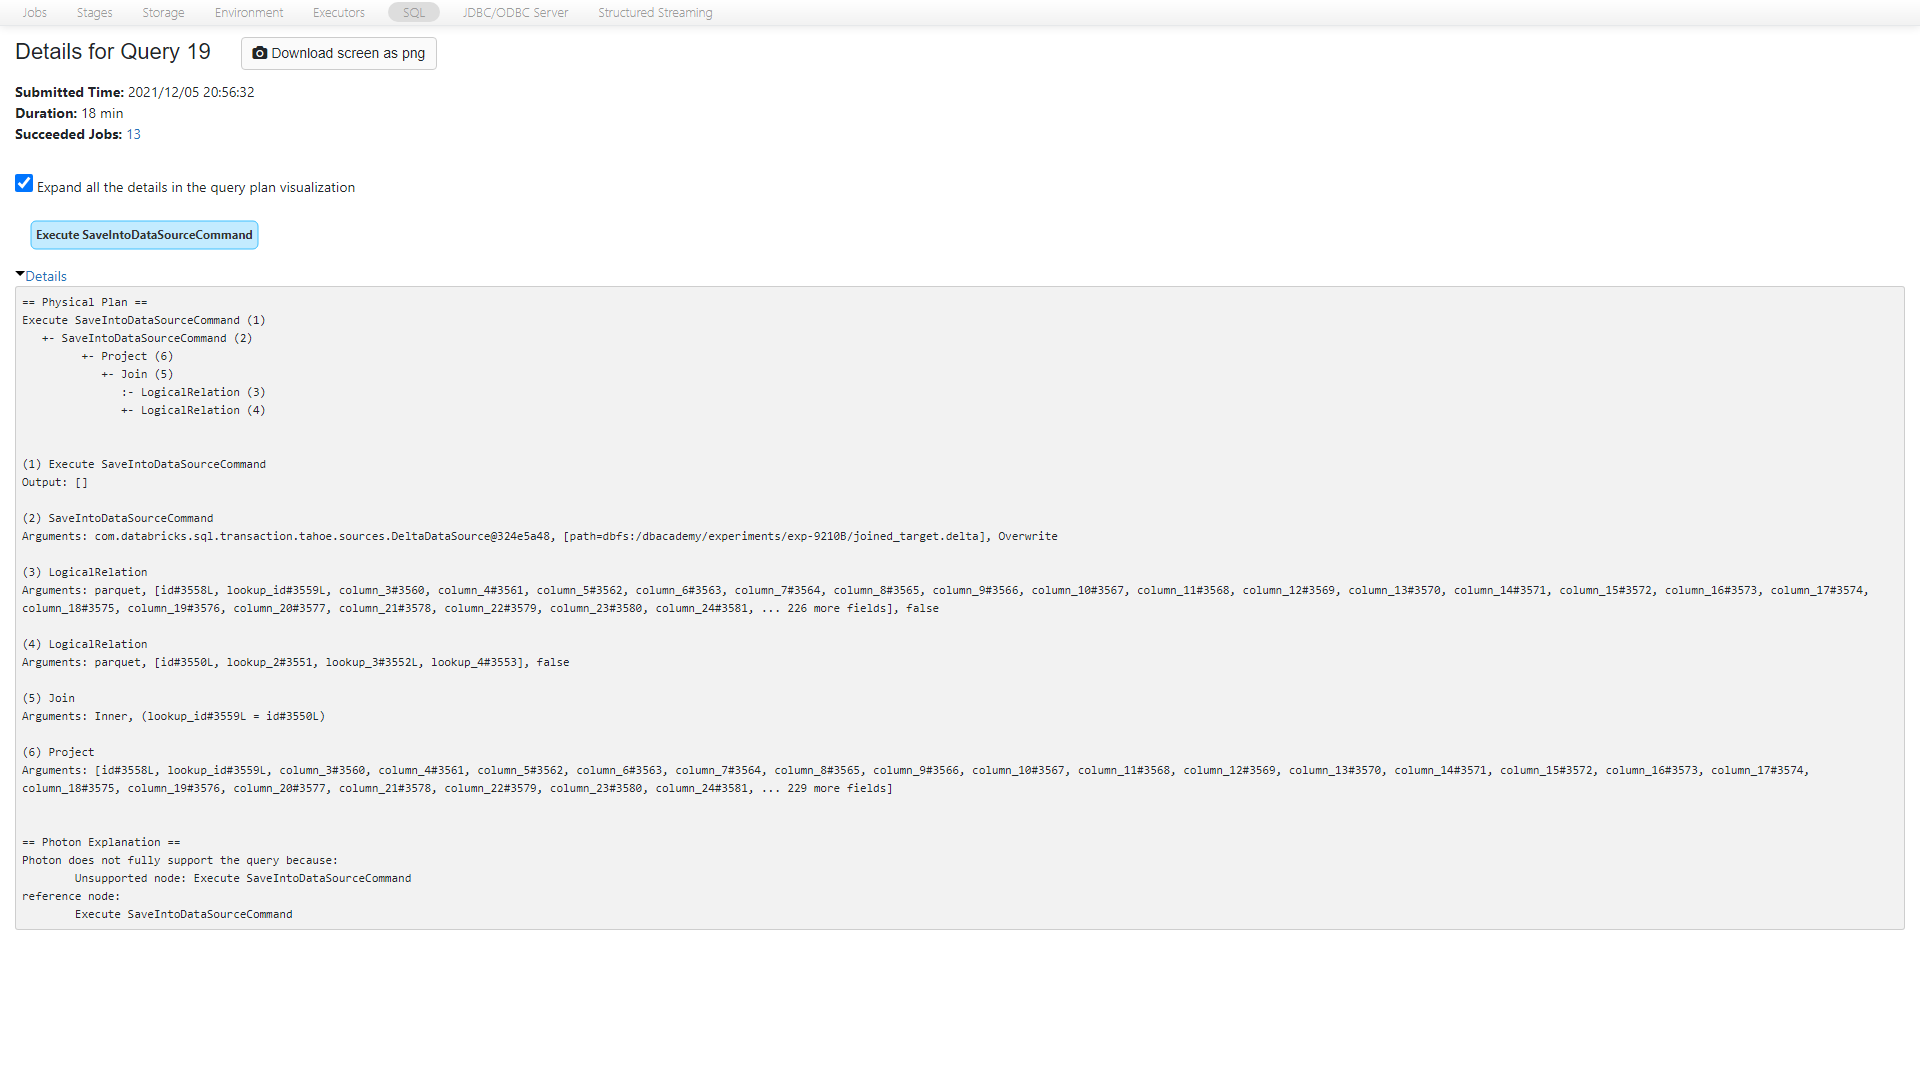 Jobs Stages Storage Environment Executors SQL JDBC/ODBC Server Structured Streaming
Details for Query 19 Download screen as png
Submitted Time: 2021/12/05 20:56:32
Duration: 18 min
Succeeded Jobs: 13
Expand all the details in the query plan visualization
Execute SaveIntoDataSourceCommand
Details
== Physical Plan ==
Execute SaveIntoDataSourceCommand (1)
+- SaveIntoDataSourceCommand (2)
+- Project (6)
+- Join (5)
:- LogicalRelation (3)
+- LogicalRelation (4)
(1) Execute SaveIntoDataSourceCommand
Output: []
(2) SaveIntoDataSourceCommand
Arguments: com.databricks.sql.transaction.tahoe.sources.DeltaDataSource@324e5a48, [path=dbfs:/dbacademy/experiments/exp-9210B/joined_target.delta], Overwrite
(3) LogicalRelation
Arguments: parquet, [id#3558L, lookup_id#3559L, column_3#3560, column_4#3561, column_5#3562, column_6#3563, column_7#3564, column_8#3565, column_9#3566, column_10#3567, column_11#3568, column_12#3569, column_13#3570, column_14#3571, column_15#3572, column_16#3573, column_17#3574,
column_18#3575, column_19#3576, column_20#3577, column_21#3578, column_22#3579, column_23#3580, column_24#3581, ... 226 more fields], false
(4) LogicalRelation
Arguments: parquet, [id#3550L, lookup_2#3551, lookup_3#3552L, lookup_4#3553], false
(5) Join
Arguments: Inner, (lookup_id#3559L = id#3550L)
(6) Project
Arguments: [id#3558L, lookup_id#3559L, column_3#3560, column_4#3561, column_5#3562, column_6#3563, column_7#3564, column_8#3565, column_9#3566, column_10#3567, column_11#3568, column_12#3569, column_13#3570, column_14#3571, column_15#3572, column_16#3573, column_17#3574,
column_18#3575, column_19#3576, column_20#3577, column_21#3578, column_22#3579, column_23#3580, column_24#3581, ... 229 more fields]
== Photon Explanation ==
Photon does not fully support the query because:
Unsupported node: Execute SaveIntoDataSourceCommand
reference node:
Execute SaveIntoDataSourceCommand